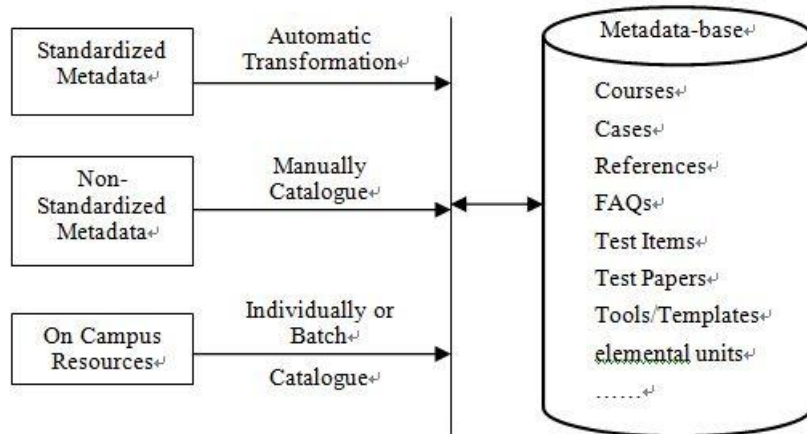 Standardized
Metadata↵
Automatic
Transformation↵
Non-
Standardized
Metadata↵
Manually
Catalogue↵
On Campus
Resources↵
Individually or
Batch↵
Catalogue↵
Metadata-base↵
Courses↵
Cases↵
References↵
FAQs↵
Test Items↵
Test Papers↵
Tools/Templates↵
elemental units↵
……↵